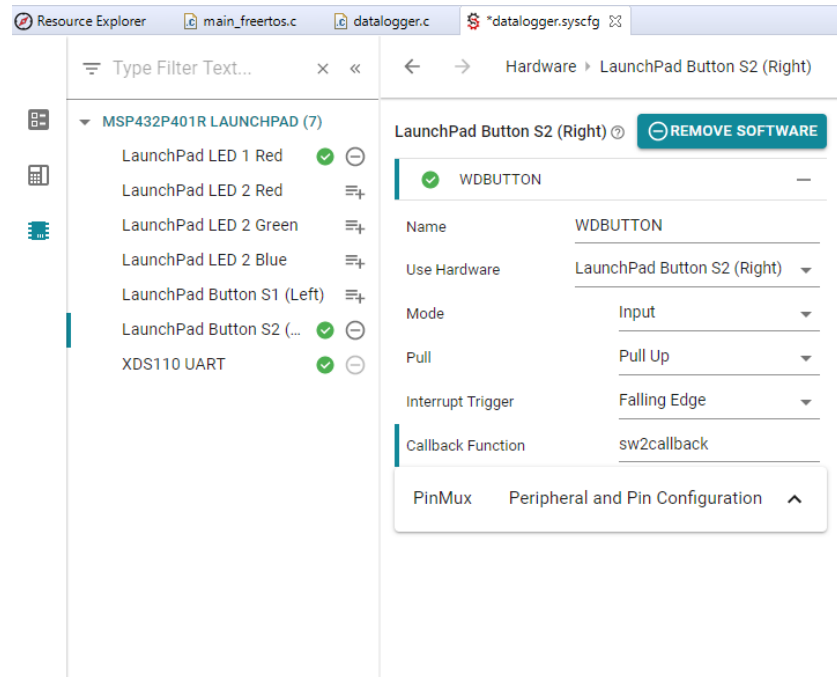 Resource Explorer main_freertos.c datalogger.c *datalogger.syscfg
Type Filter Text... × «
Hardware LaunchPad Button S2 (Right)
MSP432P401R LAUNCHPAD (7)
LaunchPad LED 1 Red
LaunchPad LED 2 Red
LaunchPad LED 2 Green
LaunchPad LED 2 Blue
LaunchPad Button S1 (Left)
LaunchPad Button S2 (...
XDS110 UART
LaunchPad Button S2 (Right) REMOVE SOFTWARE
WDBUTTON
Name WDBUTTON
Use Hardware LaunchPad Button S2 (Right)
Mode Input
Pull Pull Up
Interrupt Trigger Falling Edge
Callback Function sw2callback
PinMux Peripheral and Pin Configuration